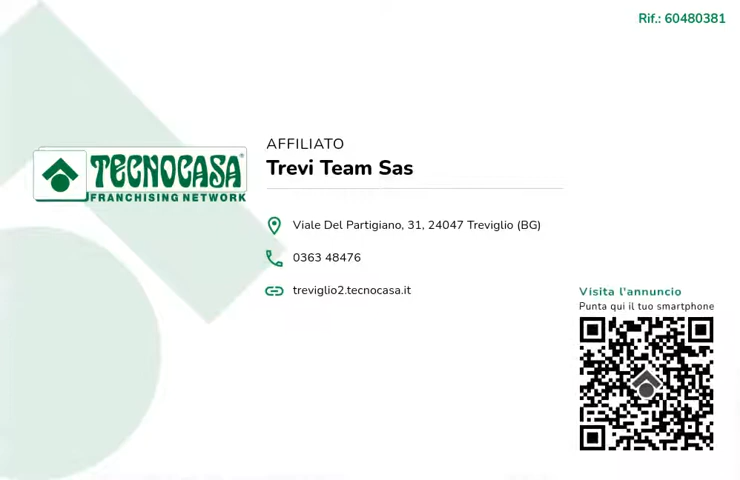 Rif.: 60480381
AFFILIATO
Trevi Team Sas
TECNOCASA
FRANCHISING NETWORK
Viale Del Partigiano, 31, 24047 Treviglio (BG)
0363 48476
treviglio2.tecnocasa.it
Visita l'annuncio
Punta qui il tuo smartphone